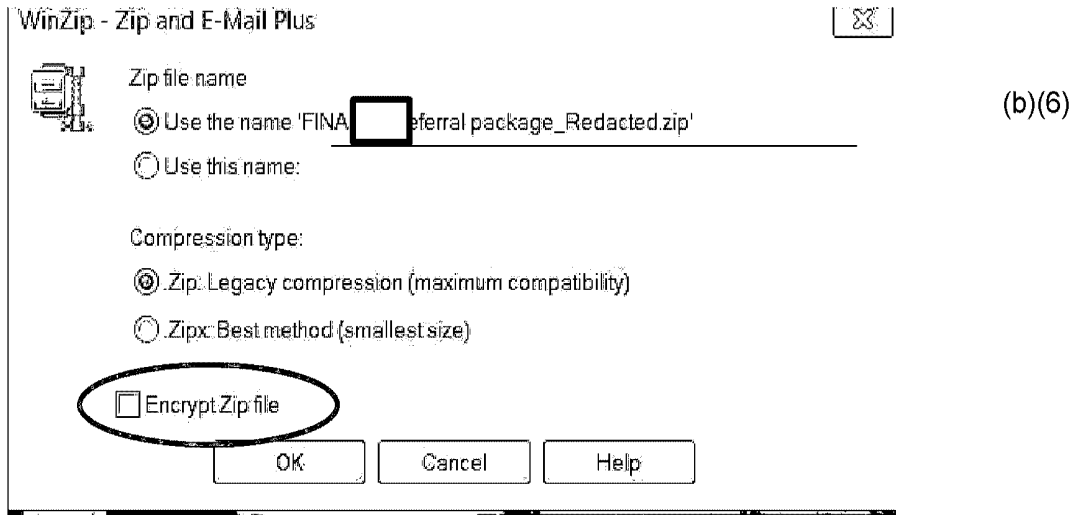 WinZip - Zip and E-Mail Plus
Zip file name
Use the name 'FINA eferral package_Redacted.zip'
(b)(6)
Use this name:
Compression type:
.Zip: Legacy compression (maximum compatibility)
.Zipx: Best method (smallest size)
Encrypt Zip file
OK Cancel Help